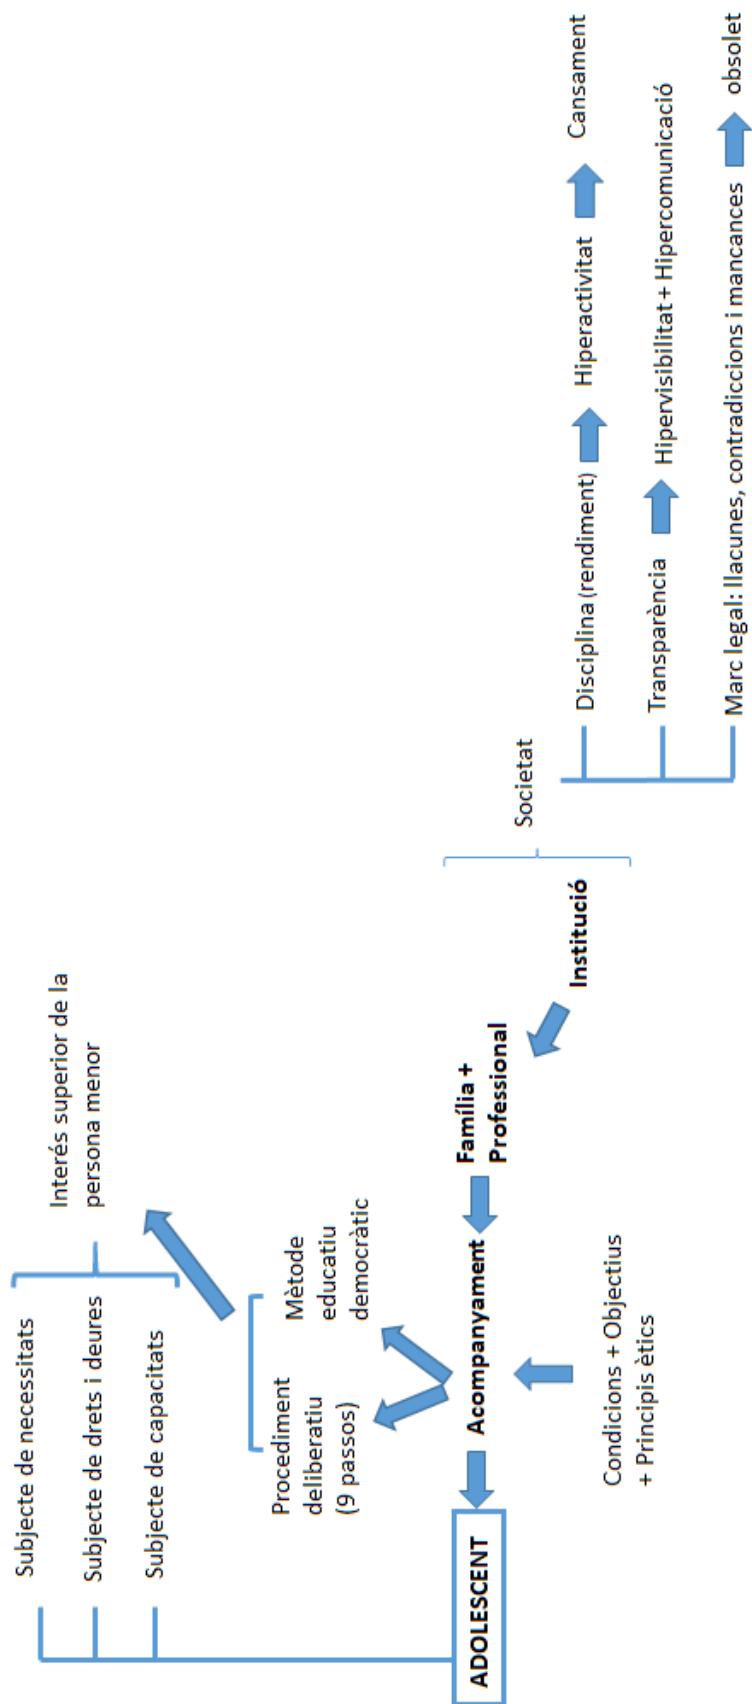 Subjecte de necessitats
Subjecte de drets i deures
Subjecte de capacitats
Interés superior de la
persona menor
Procediment
deliberatiu
(9 passos)
Mètode
educatiu
democràtic
ADOLESCENT
Acompanyament
Família +
Professional
Institució
Societat
Condicions + Objectius
+ Principis ètics
Disciplina (rendiment)
Hiperactivitat
Cansament
Transparència
Hipervisibilitat + Hipercomunicació
Marc legal: llacunes, contradiccions i mancances
obsolet